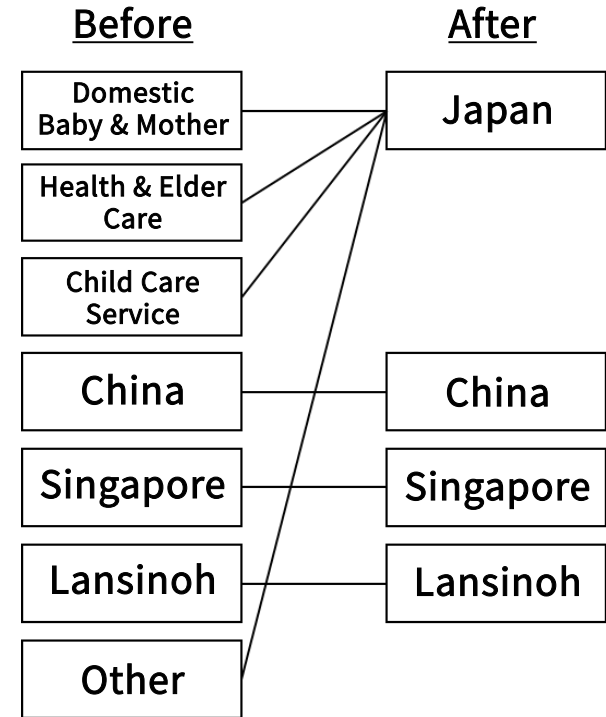 Before
After
Domestic
Baby & Mother
Japan
Health & Elder
Care
Child Care
Service
China
China
Singapore
Singapore
Lansinoh
Lansinoh
Other